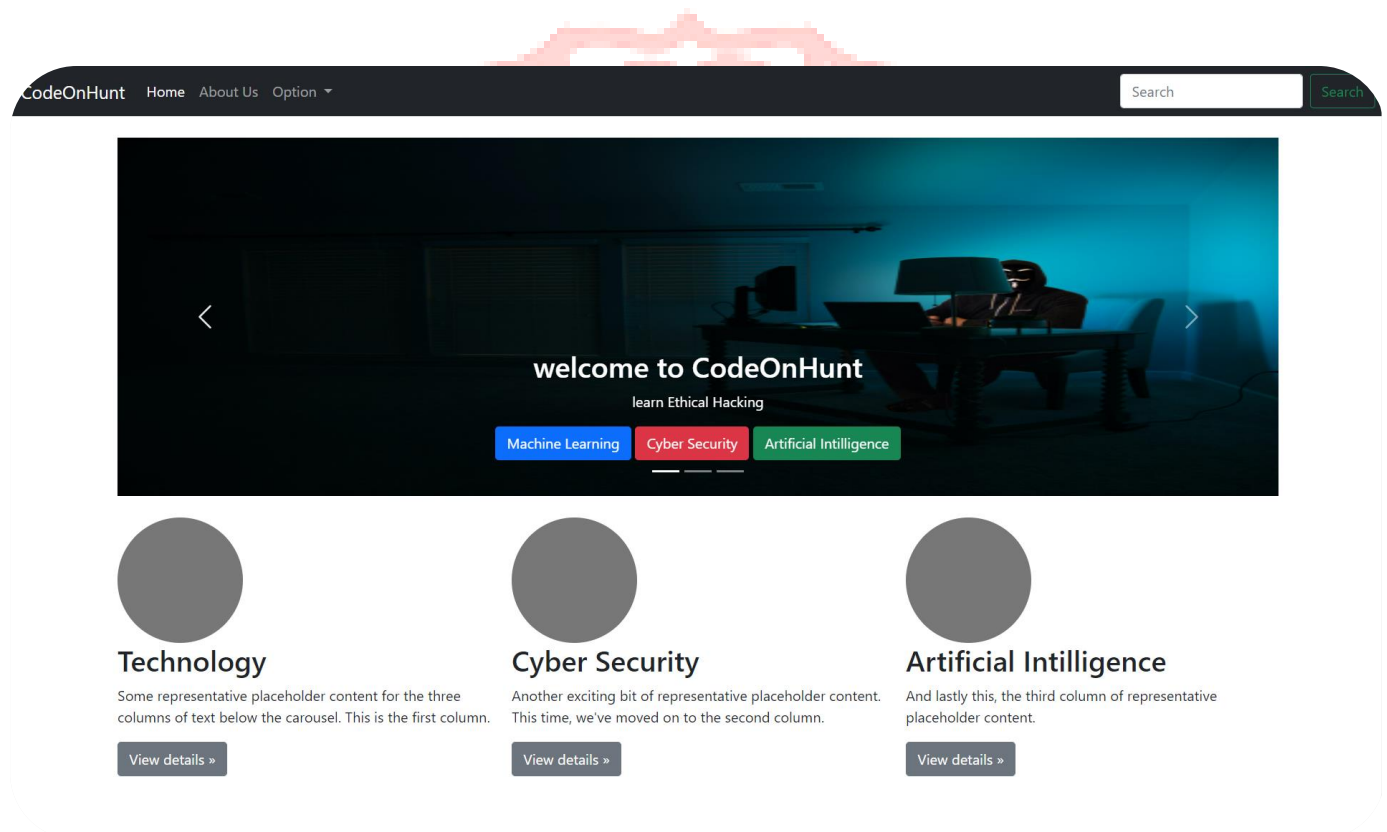 CodeOnHunt Home About Us Option Search Search
welcome to CodeOnHunt
learn Ethical Hacking
Machine Learning Cyber Security Artificial Intilligence
Technology
Some representative placeholder content for the three
columns of text below the carousel. This is the first column.
View details »
Cyber Security
Another exciting bit of representative placeholder content.
This time, we've moved on to the second column.
View details »
Artificial Intilligence
And lastly this, the third column of representative
placeholder content.
View details »